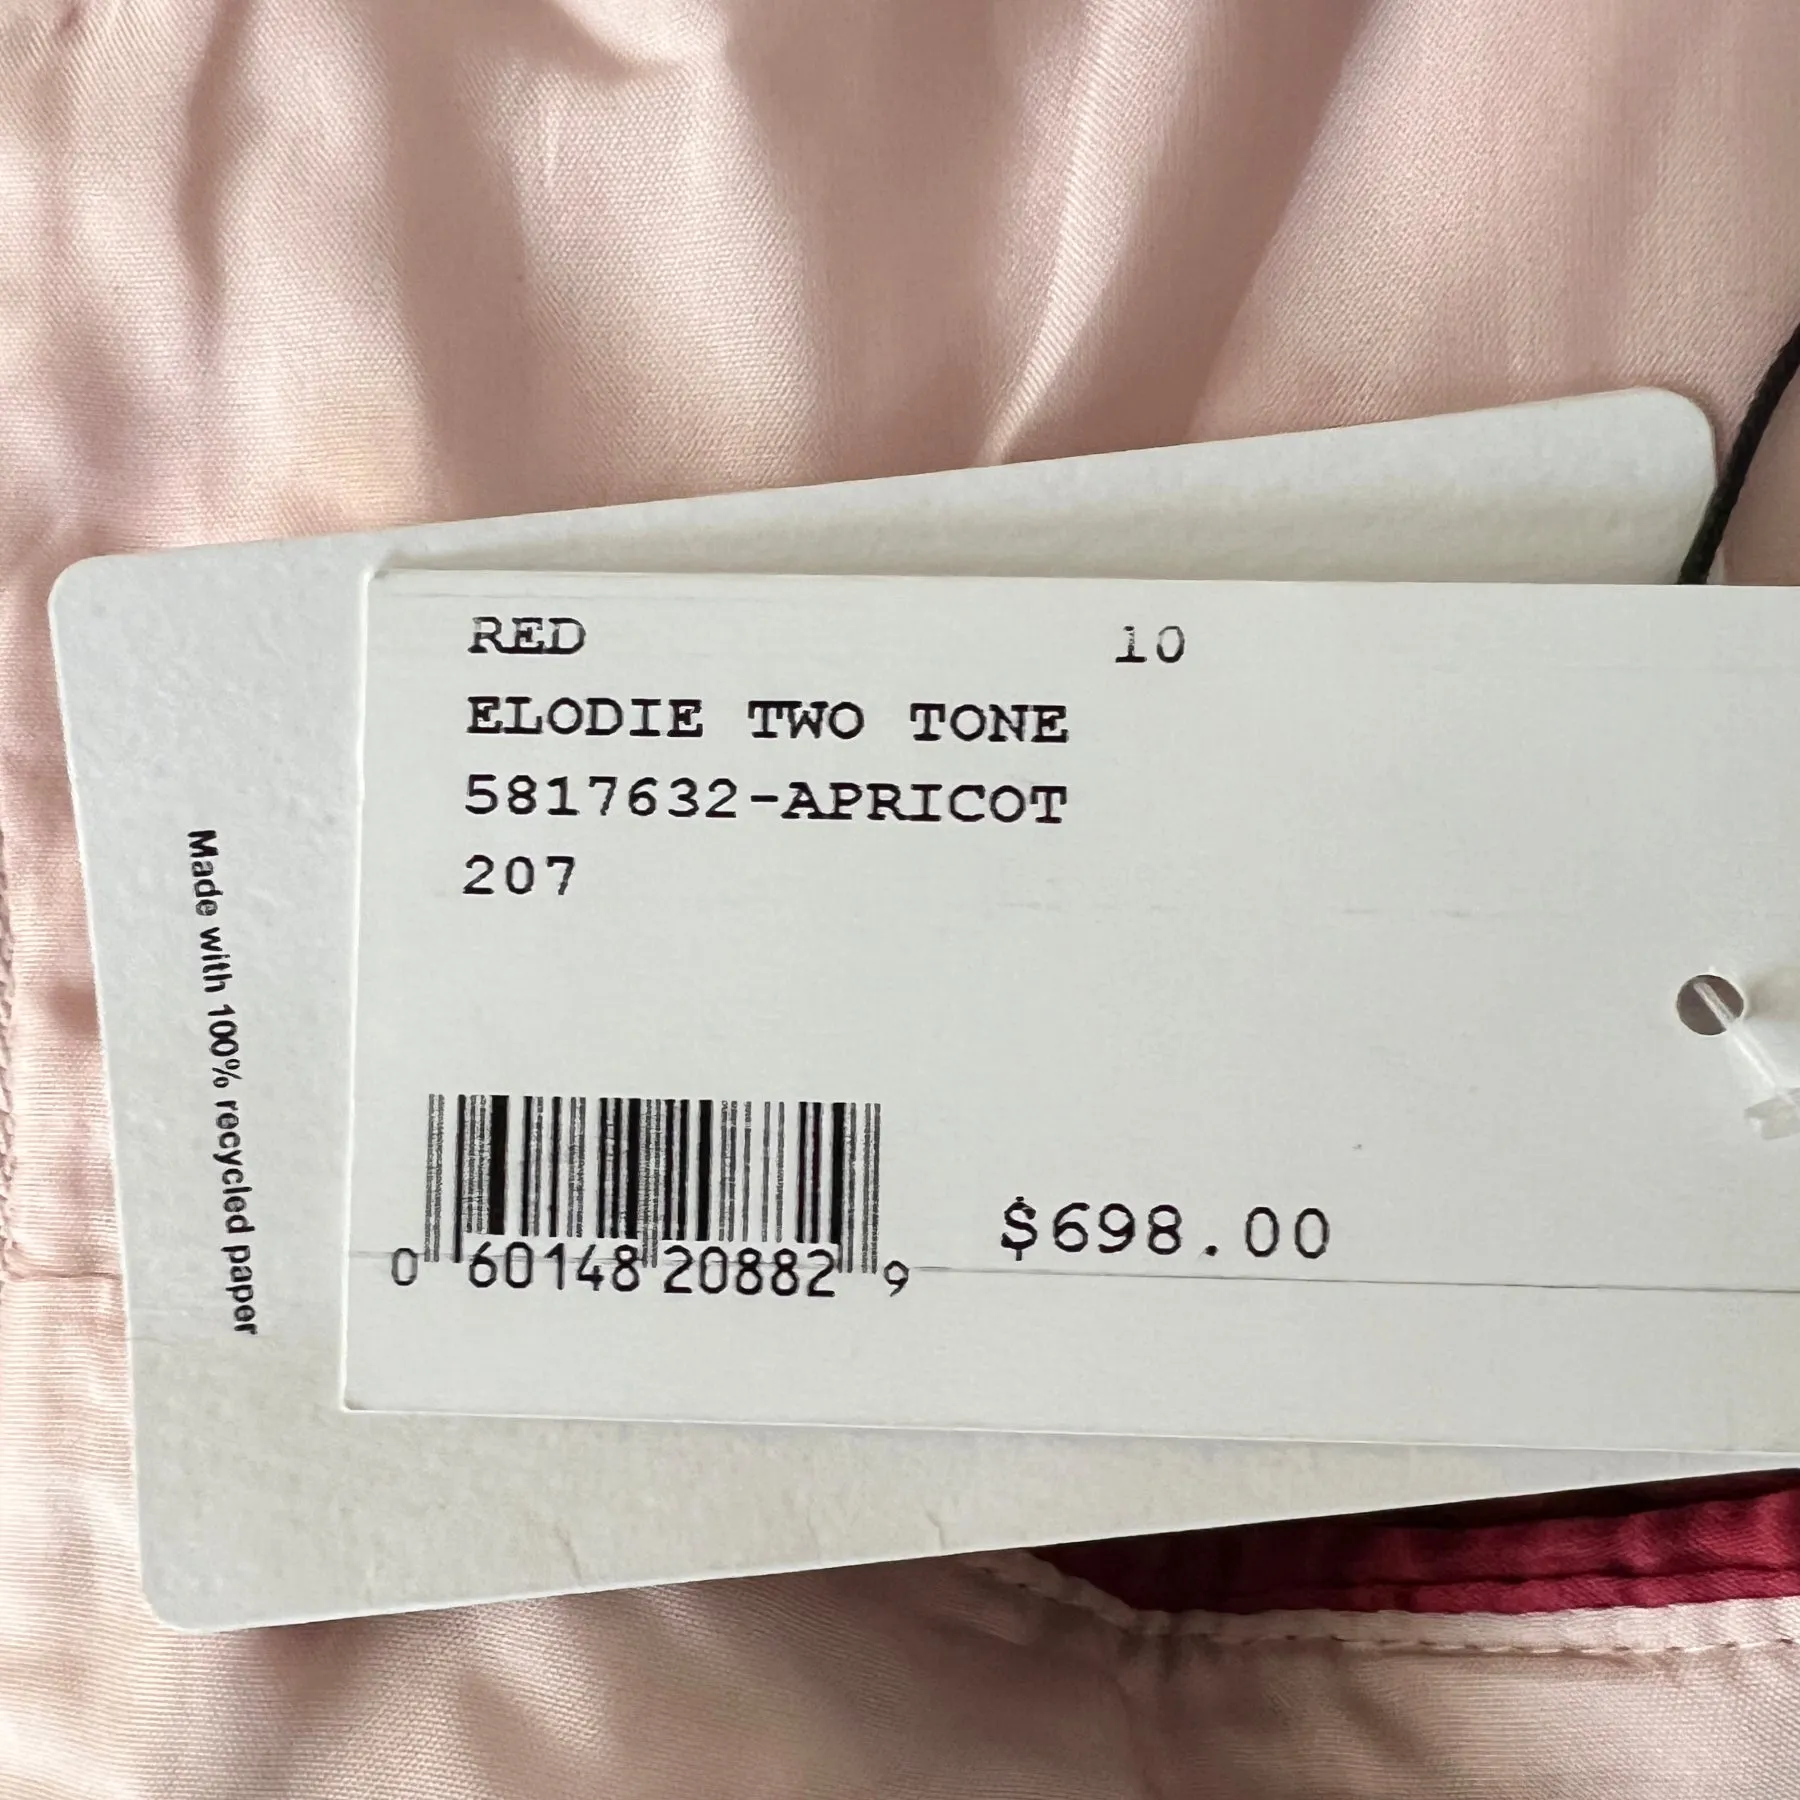 RED 10
ELODIE TWO TONE
5817632-APRICOT
207
0 60148 20882 9
$698.00
Made with 100% recycled paper